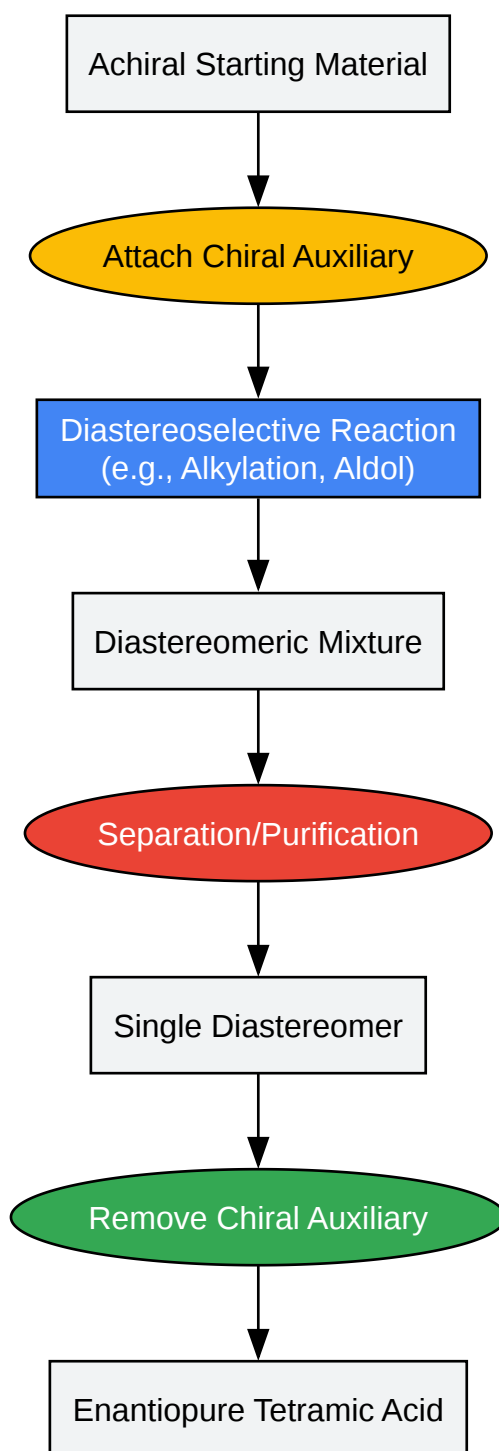 Achiral Starting Material
Attach Chiral Auxiliary
Diastereoselective Reaction
(e.g., Alkylation, Aldol)
Diastereomeric Mixture
Separation/Purification
Single Diastereomer
Remove Chiral Auxiliary
Enantiopure Tetramic Acid